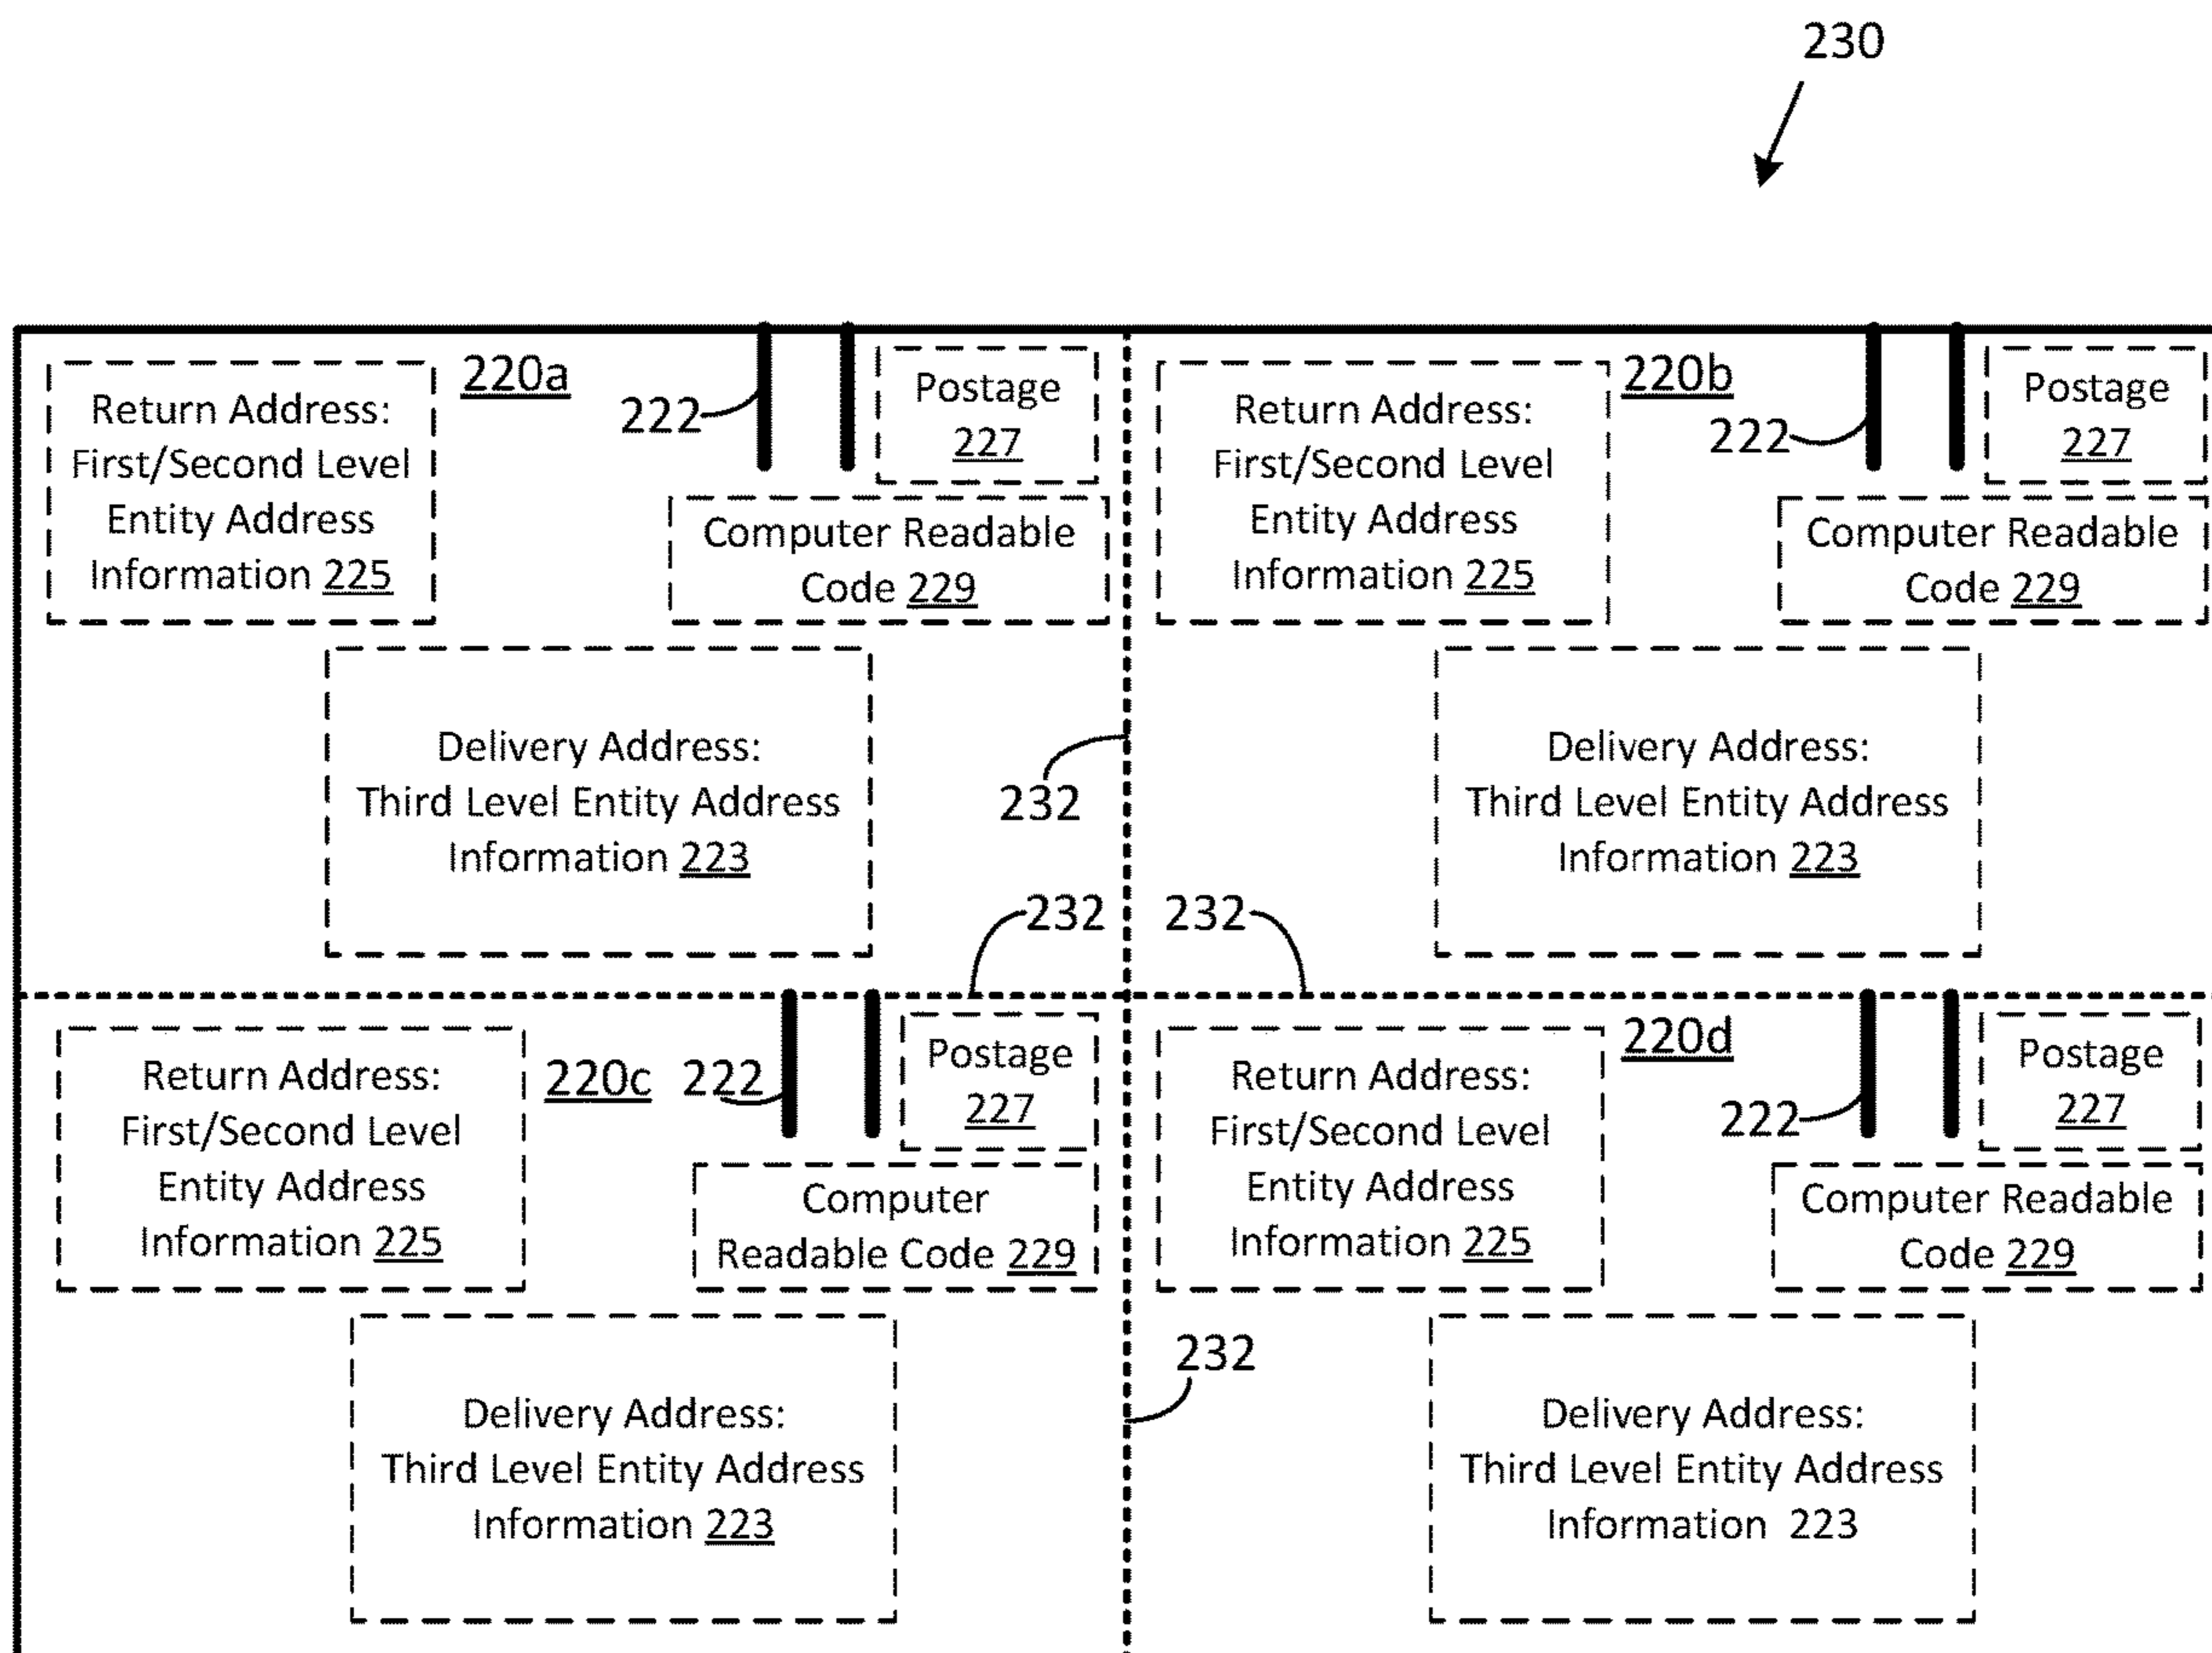 230
Return Address:
First/Second Level
Entity Address
Information 225
220a
222
Postage
227
Computer Readable
Code 229
Delivery Address:
Third Level Entity Address
Information 223
232
232
Return Address:
First/Second Level
Entity Address
Information 225
220b
222
Postage
227
Computer Readable
Code 229
Delivery Address:
Third Level Entity Address
Information 223
232
Return Address:
First/Second Level
Entity Address
Information 225
220c
222
Postage
227
Computer
Readable Code 229
Delivery Address:
Third Level Entity Address
Information 223
232
Return Address:
First/Second Level
Entity Address
Information 225
220d
222
Postage
227
Computer Readable
Code 229
Delivery Address:
Third Level Entity Address
Information 223